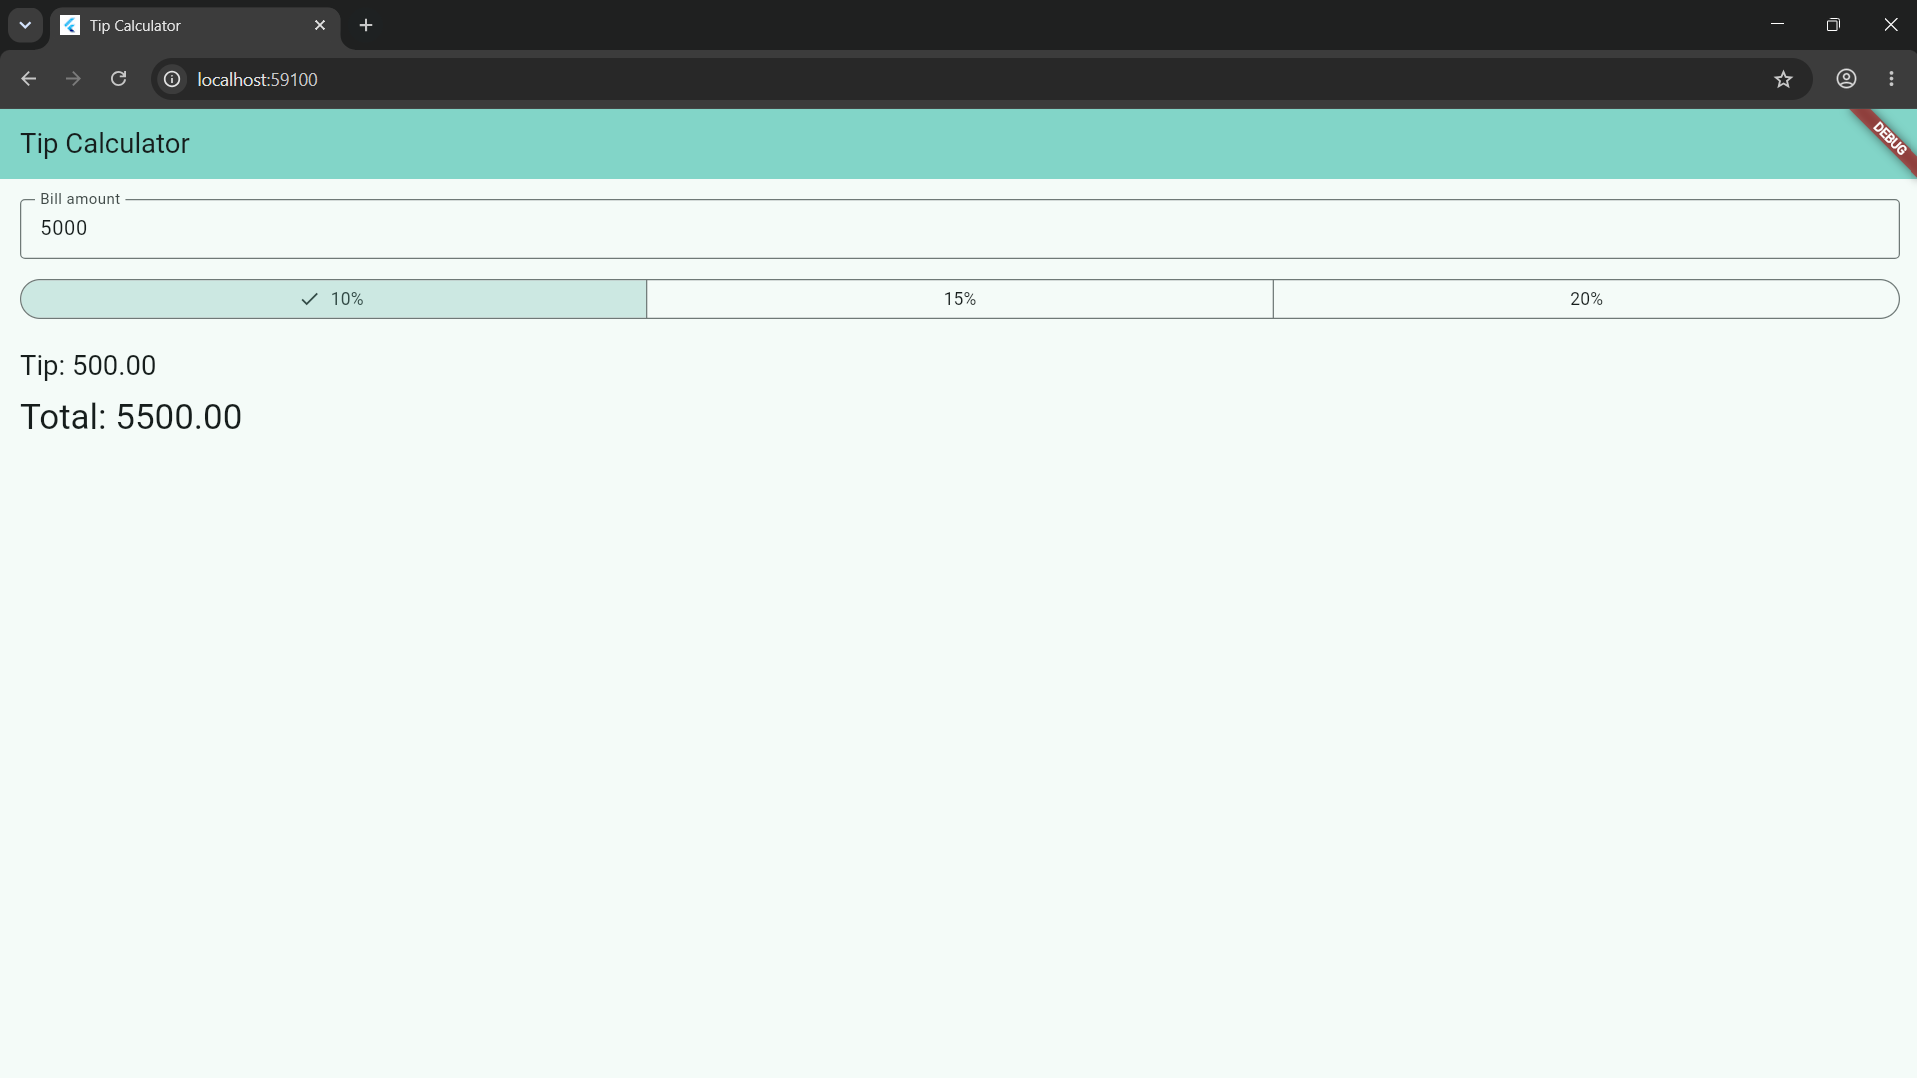 Tip Calculator
localhost:59100
Tip Calculator
DEBUG
Bill amount
5000
10%
15%
20%
Tip: 500.00
Total: 5500.00